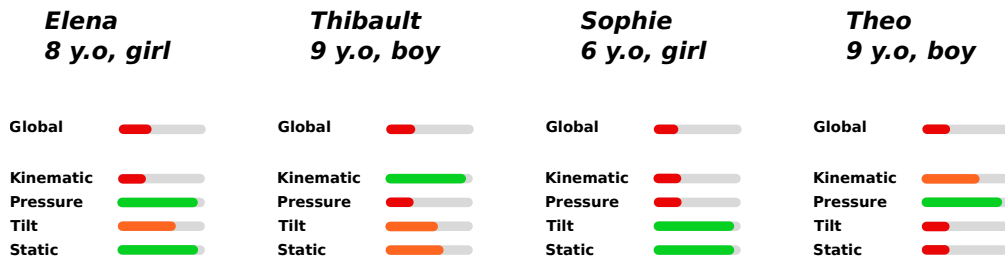 Elena
8 y.o, girl
Global
Kinematic
Pressure
Tilt
Static
Thibault
9 y.o, boy
Global
Kinematic
Pressure
Tilt
Static
Sophie
6 y.o, girl
Global
Kinematic
Pressure
Tilt
Static
Theo
9 y.o, boy
Global
Kinematic
Pressure
Tilt
Static